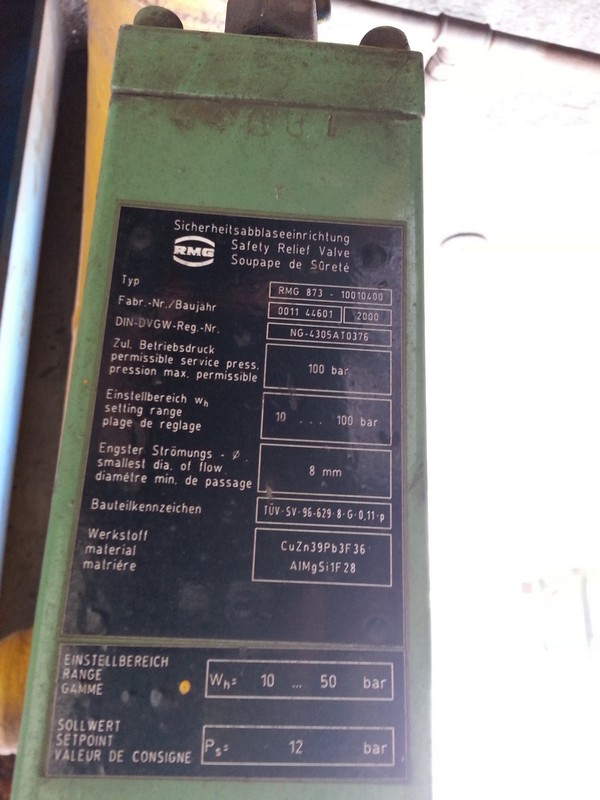 Sicherheitsabblaseeinrichtung
RMG Safety Relief Valve
Soupape de Sûreté
Typ RMG 873 - 10010400
Fabr.-Nr./Baujahr 0011 44601 2000
DIN-DVGW-Reg.-Nr. NG-4305AT0376
Zul. Betriebsdruck
permissible service press. 100 bar
pression max. permissible
Einstellbereich wh
setting range 10 ... 100 bar
plage de reglage
Engster Strömungs - Ø
smallest dia. of flow 8 mm
diamétre min. de passage
Bauteilkennzeichen TÜV·SV·96-629·8·G·0,11·p
Werkstoff CuZn39Pb3F36
material AlMgSi1F28
matriére
EINSTELLBEREICH
RANGE Wh= 10 ... 50 bar
GAMME
SOLLWERT
SETPOINT Ps= 12 bar
VALEUR DE CONSIGNE